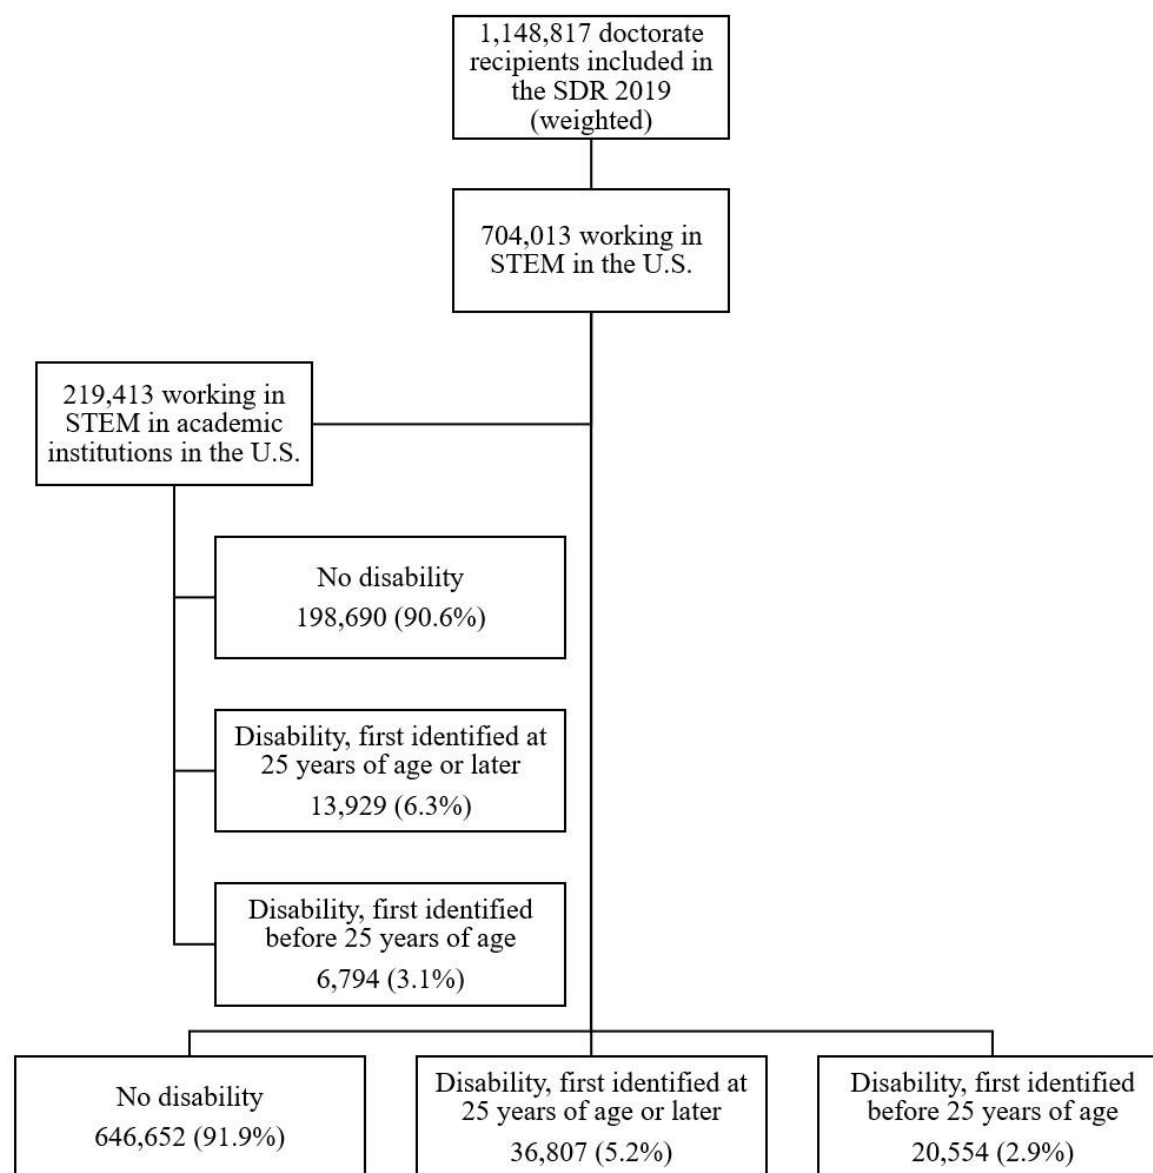 1,148,817 doctorate
recipients included in
the SDR 2019
(weighted)
704,013 working in
STEM in the U.S.
219,413 working in
STEM in academic
institutions in the U.S.
No disability
198,690 (90.6%)
Disability, first identified at
25 years of age or later
13,929 (6.3%)
Disability, first identified
before 25 years of age
6,794 (3.1%)
No disability
646,652 (91.9%)
Disability, first identified at
25 years of age or later
36,807 (5.2%)
Disability, first identified
before 25 years of age
20,554 (2.9%)